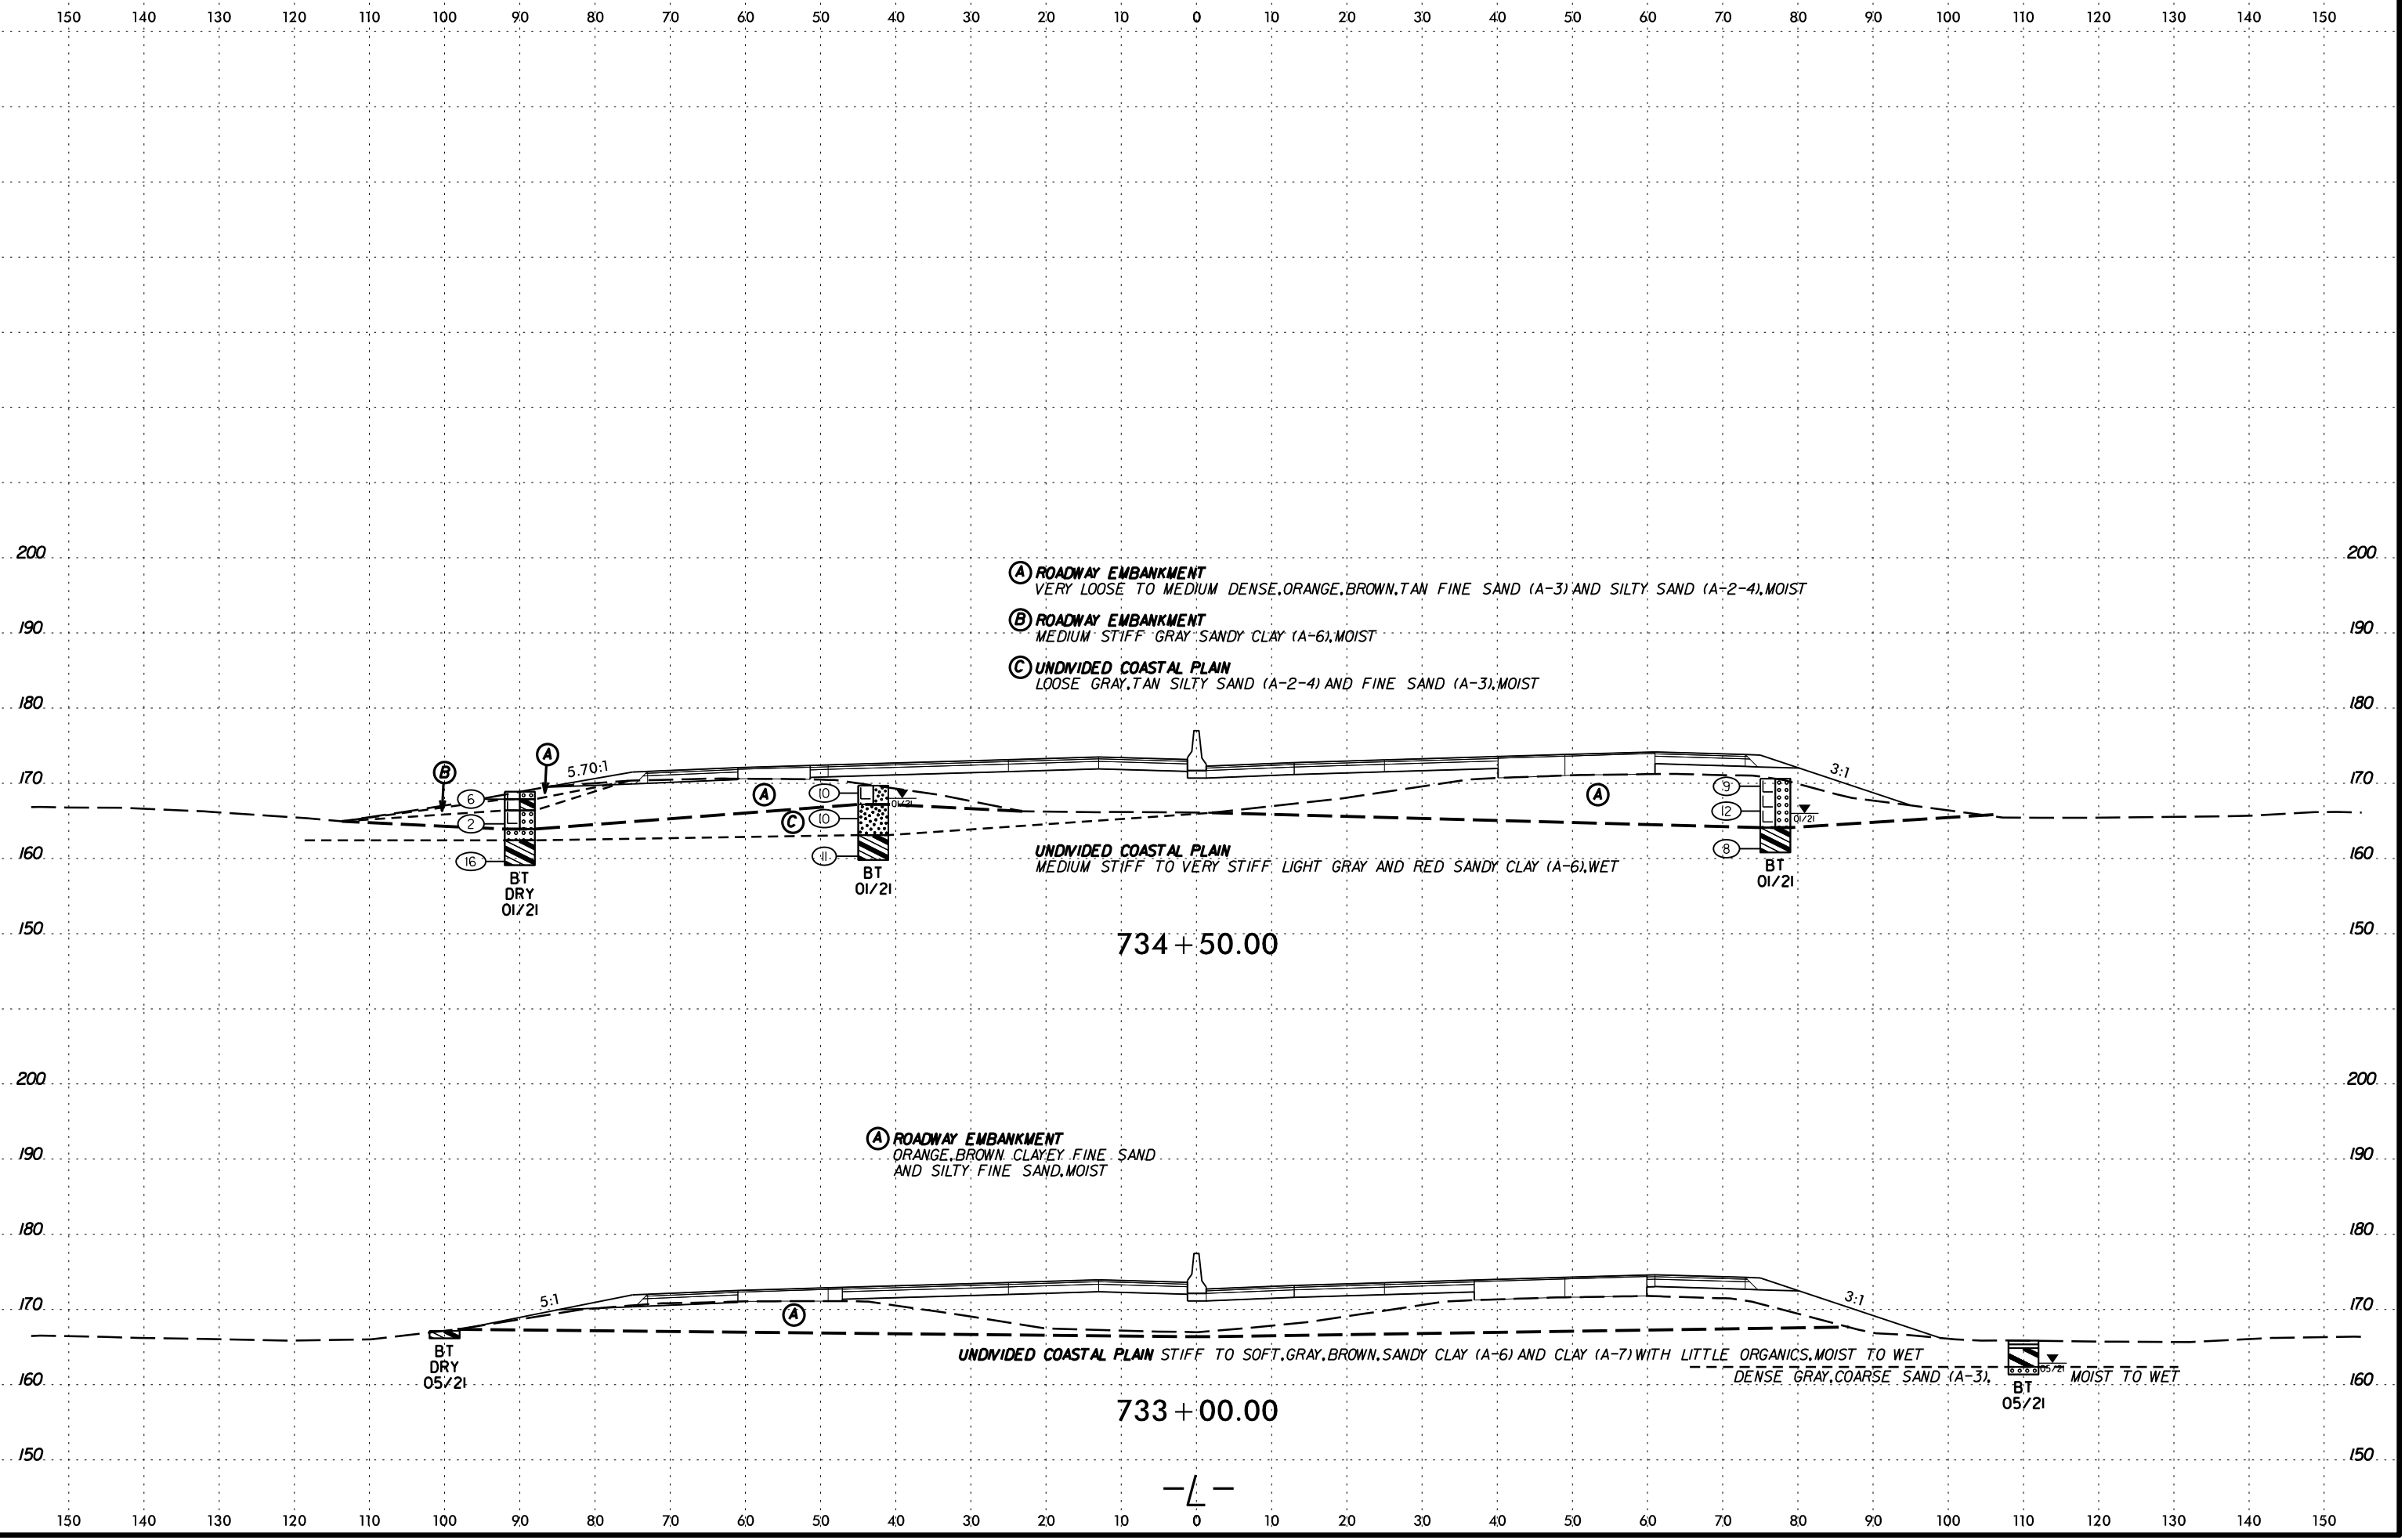 150 140 130 120 110 100 90 80 70 60 50 40 30 20 10 0 10 20 30 40 50 60 70 80 90 100 110 120 130 140 150
200 200
A ROADWAY EMBANKMENT
VERY LOOSE TO MEDIUM DENSE, ORANGE, BROWN, TAN FINE SAND (A-3) AND SILTY SAND (A-2-4), MOIST
B ROADWAY EMBANKMENT
190 190
MEDIUM STIFF GRAY SANDY CLAY (A-6), MOIST
C UNDIVIDED COASTAL PLAIN
LOOSE GRAY, TAN SILTY SAND (A-2-4) AND FINE SAND (A-3), MOIST
180 180
A
B 5.70:1 3:1
170 170
6 A 10 01/21 A 9
2 C 10 12 01/21
16 11 8
160 160
UNDIVIDED COASTAL PLAIN
MEDIUM STIFF TO VERY STIFF LIGHT GRAY AND RED SANDY CLAY (A-6), WET
BT
DRY
01/21
BT
01/21
BT
01/21
150 150
734+50.00
200 200
A ROADWAY EMBANKMENT
190 190
ORANGE, BROWN CLAYEY FINE SAND
AND SILTY FINE SAND, MOIST
180 180
5:1 3:1
170 170
A
BT
DRY
05/21
UNDIVIDED COASTAL PLAIN STIFF TO SOFT, GRAY, BROWN, SANDY CLAY (A-6) AND CLAY (A-7) WITH LITTLE ORGANICS, MOIST TO WET
05/21
DENSE GRAY, COARSE SAND (A-3), MOIST TO WET
160 160
BT
05/21
733+00.00
150 150
-L-
150 140 130 120 110 100 90 80 70 60 50 40 30 20 10 0 10 20 30 40 50 60 70 80 90 100 110 120 130 140 150